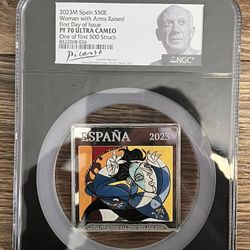 2023M Spain S50E
Woman with Arms Raised
First Day of Issue
PF 70 ULTRA CAMEO
One of First 500 Struck
Picasso
NGC
ESPAÑA 2023